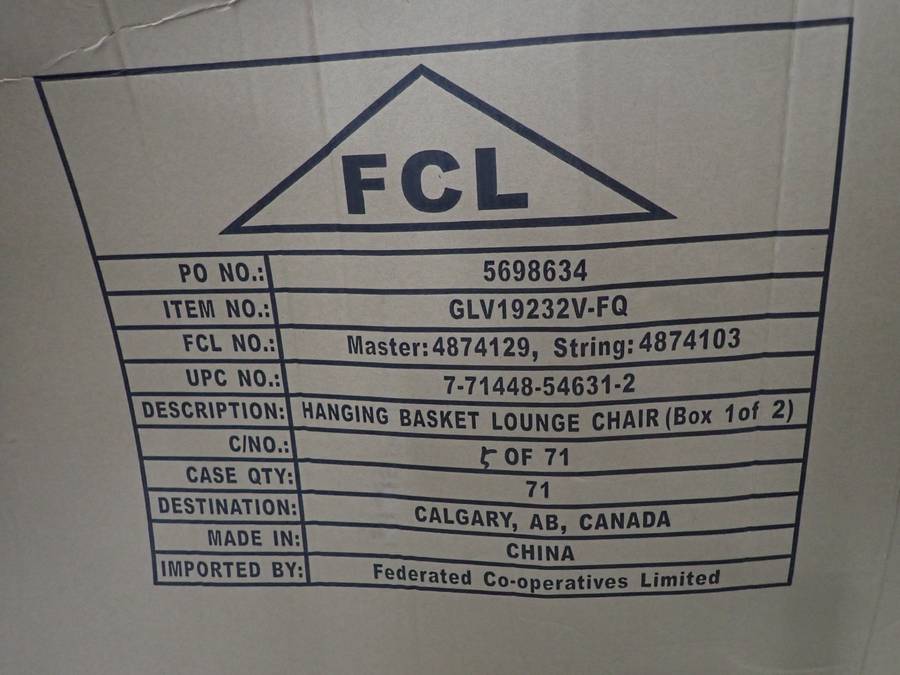 FCL
PO NO.: 5698634
ITEM NO.: GLV19232V-FQ
FCL NO.: Master:4874129, String:4874103
UPC NO.: 7-71448-54631-2
DESCRIPTION: HANGING BASKET LOUNGE CHAIR (Box 1of 2)
C/NO.: 5 OF 71
CASE QTY: 71
DESTINATION: CALGARY, AB, CANADA
MADE IN: CHINA
IMPORTED BY: Federated Co-operatives Limited